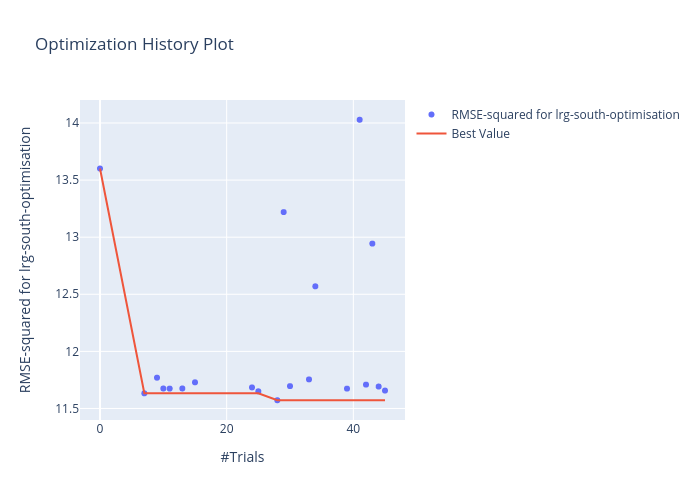 Optimization History Plot
RMSE-squared for lrg-south-optimisation
Best Value
RMSE-squared for lrg-south-optimisation
14
13.5
13
12.5
12
11.5
0
20
40
#Trials